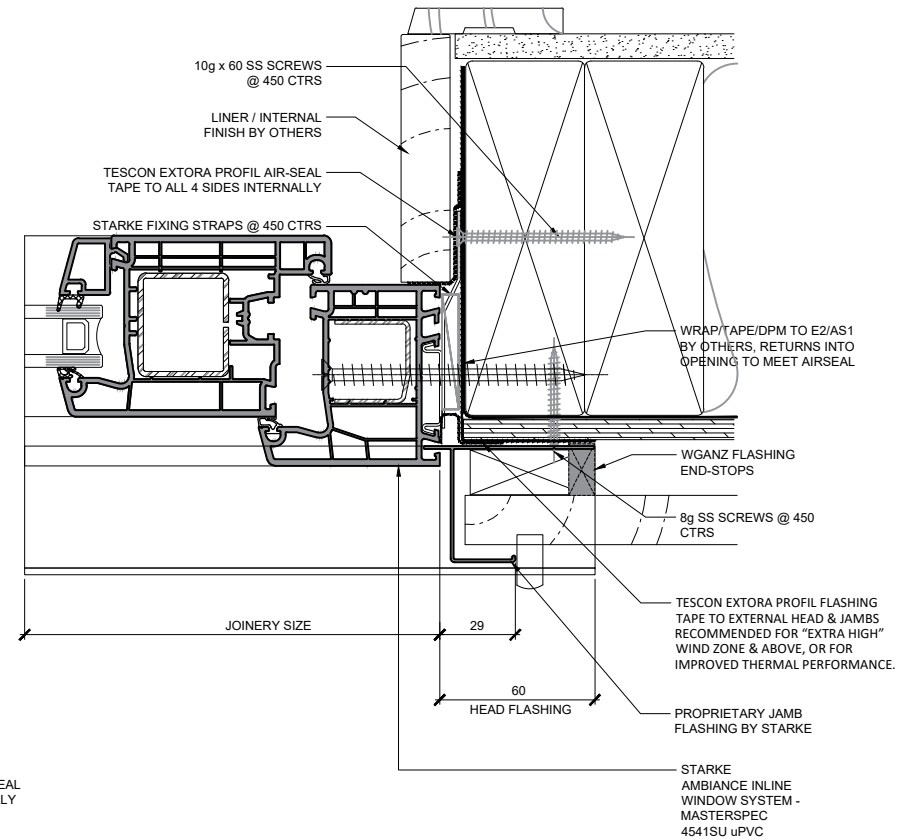 10g x 60 SS SCREWS
@ 450 CTRS
LINER / INTERNAL
FINISH BY OTHERS
TESCON EXTORA PROFIL AIR-SEAL
TAPE TO ALL 4 SIDES INTERNALLY
STARKE FIXING STRAPS @ 450 CTRS
WRAP/TAPE/DPM TO E2/AS1
BY OTHERS, RETURNS INTO
OPENING TO MEET AIRSEAL
WGANZ FLASHING
END-STOPS
8g SS SCREWS @ 450
CTRS
TESCON EXTORA PROFIL FLASHING
TAPE TO EXTERNAL HEAD & JAMBS
RECOMMENDED FOR “EXTRA HIGH”
WIND ZONE & ABOVE, OR FOR
IMPROVED THERMAL PERFORMANCE.
JOINERY SIZE
29
60
HEAD FLASHING
PROPRIETARY JAMB
FLASHING BY STARKE
STARKE
AMBIANCE INLINE
WINDOW SYSTEM -
MASTERSPEC
4541SU uPVC
EAL
LY